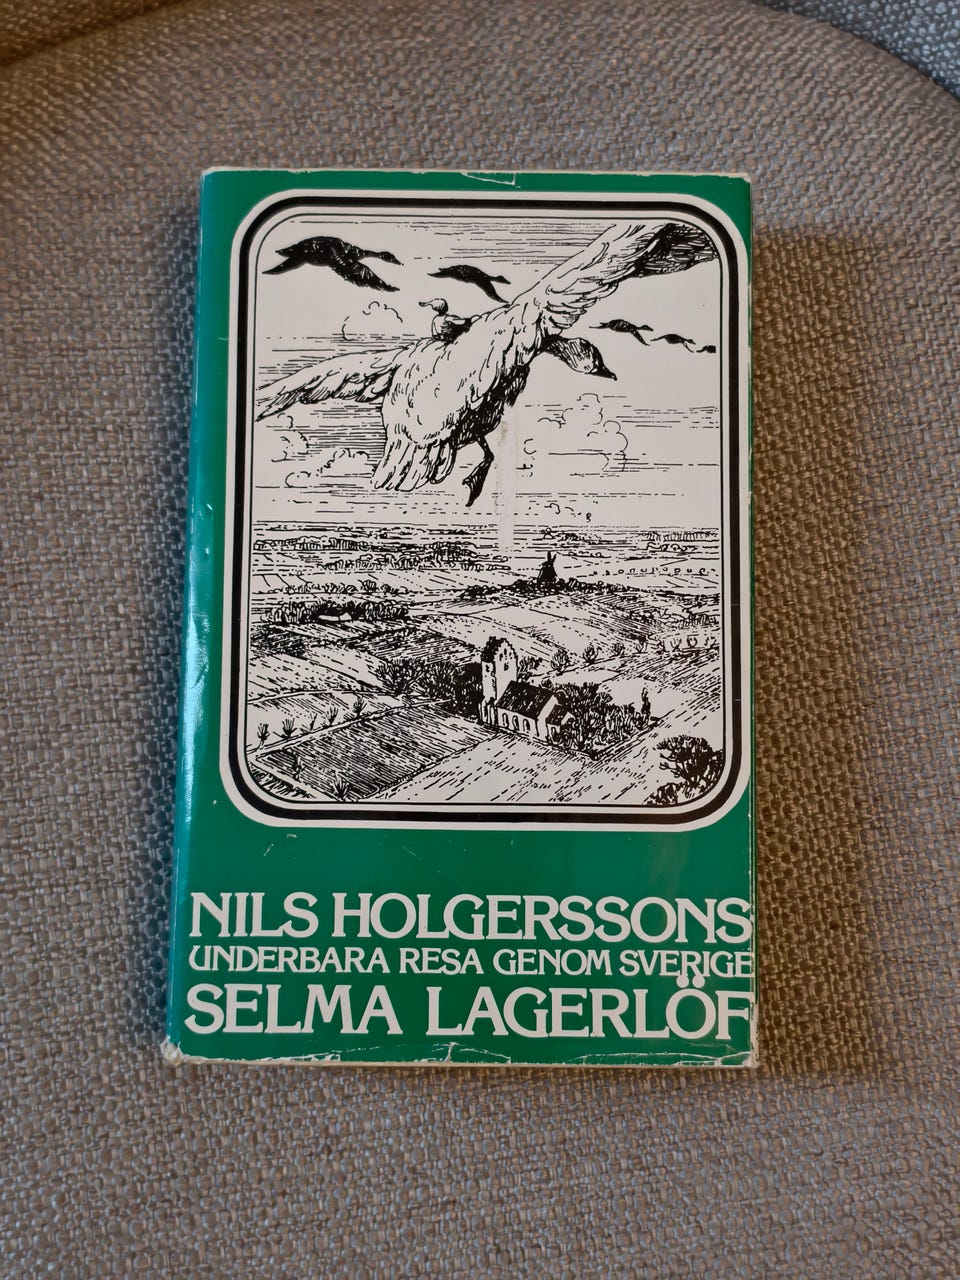 NILS HOLGERSSONS
UNDERBARA RESA GENOM SVERIGE
SELMA LAGERLÖF